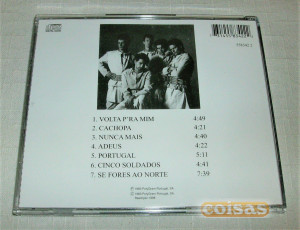 1. VOLTA P'RA MIM 4:49
2. CACHOPA 4:21
3. NUNCA MAIS 4:40
4. ADEUS 4:22
5. PORTUGAL 5:11
6. CINCO SOLDADOS 4:41
7. SE FORES AO NORTE 7:39
coisas